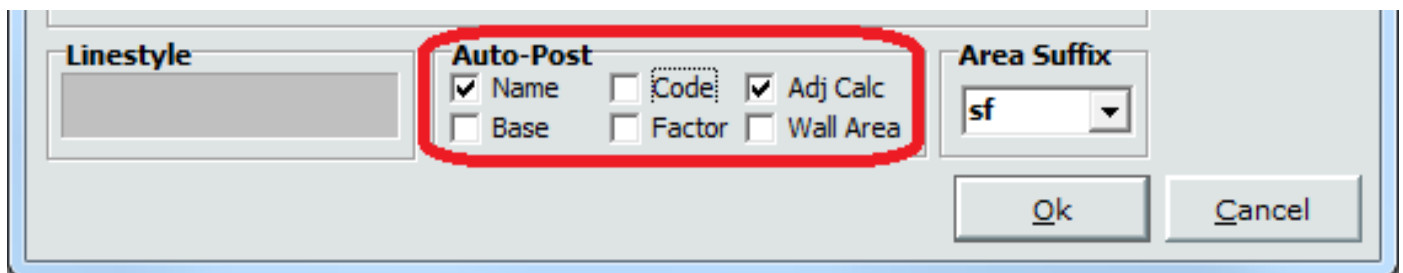 Linestyle Auto-Post Area Suffix
Name Code Adj Calc
sf
Base Factor Wall Area
Ok Cancel